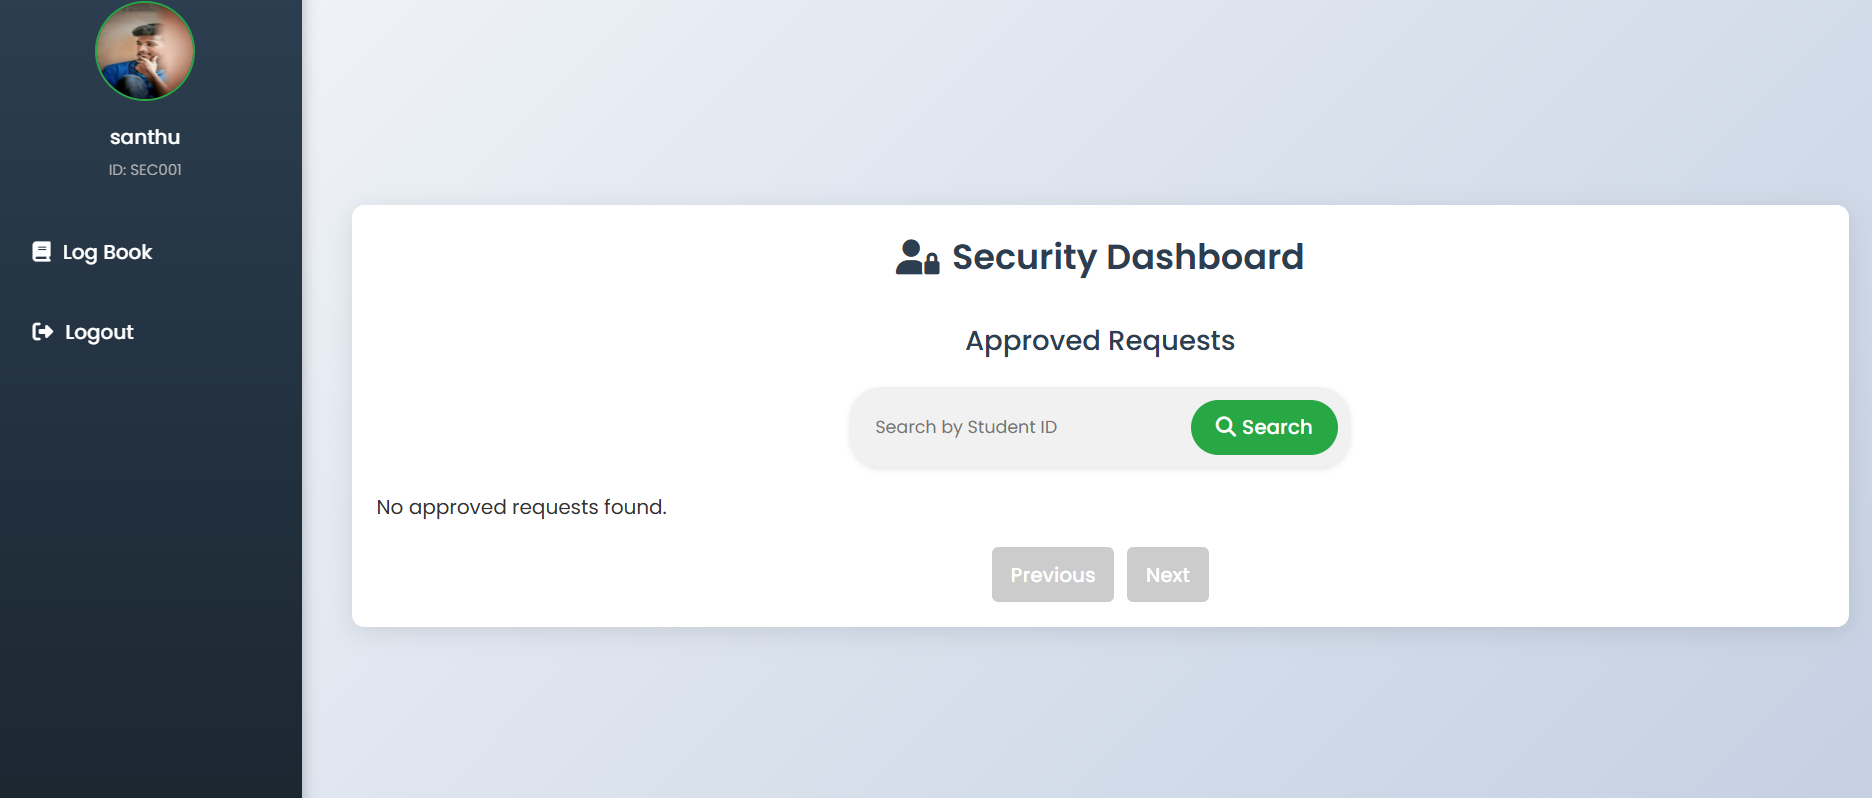 santhu
ID: SEC001
Log Book
Logout
Security Dashboard
Approved Requests
Search by Student ID
Search
No approved requests found.
Previous
Next